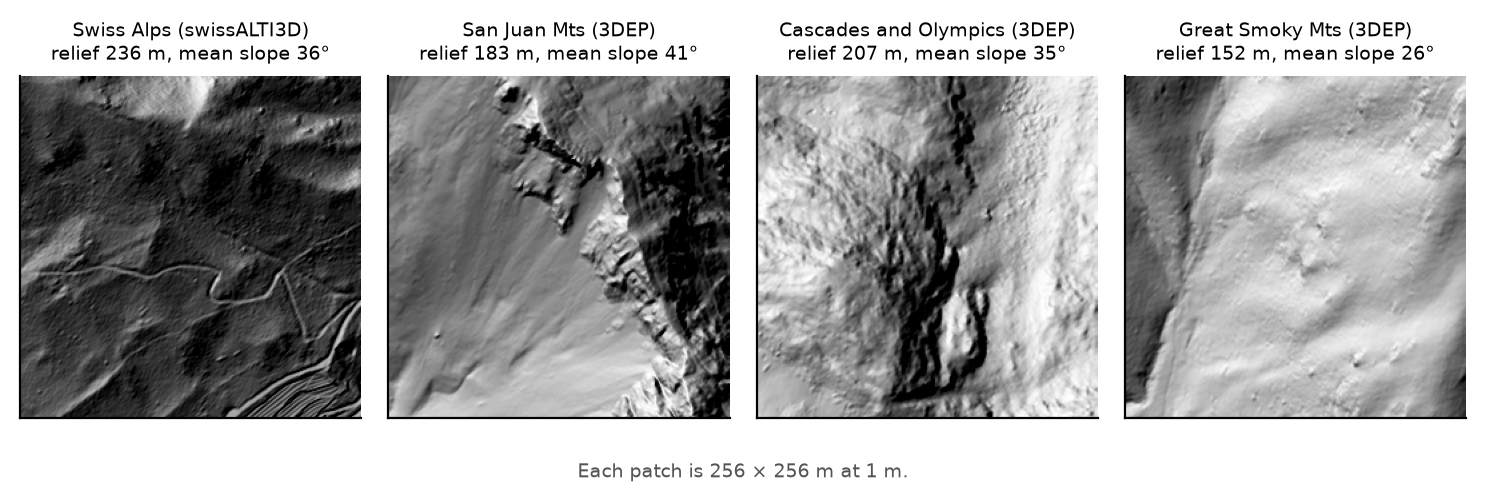 Swiss Alps (swissALTI3D)
relief 236 m, mean slope 36°
San Juan Mts (3DEP)
relief 183 m, mean slope 41°
Cascades and Olympics (3DEP)
relief 207 m, mean slope 35°
Great Smoky Mts (3DEP)
relief 152 m, mean slope 26°
Each patch is 256 × 256 m at 1 m.